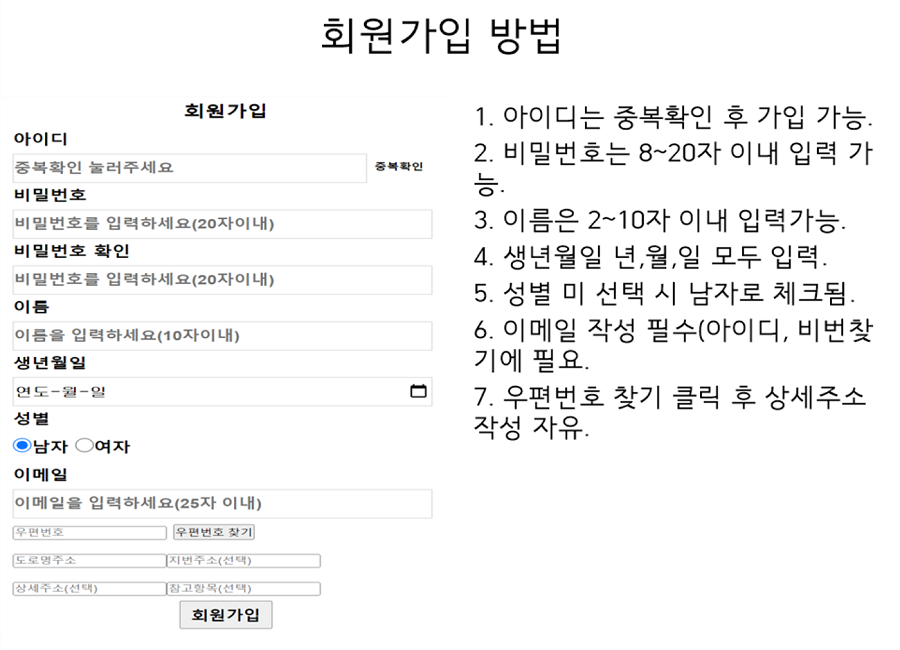 회원가입 방법
회원가입
아이디
중복확인 눌러주세요 중복확인
비밀번호
비밀번호를 입력하세요(20자이내)
비밀번호 확인
비밀번호를 입력하세요(20자이내)
이름
이름을 입력하세요(10자이내)
생년월일
연도-월-일
성별
남자 여자
이메일
이메일을 입력하세요(25자 이내)
우편번호 우편번호 찾기
도로명주소 지번주소(선택)
상세주소(선택) 참고항목(선택)
회원가입
1. 아이디는 중복확인 후 가입 가능.
2. 비밀번호는 8~20자 이내 입력 가
능.
3. 이름은 2~10자 이내 입력가능.
4. 생년월일 년,월,일 모두 입력.
5. 성별 미 선택 시 남자로 체크됨.
6. 이메일 작성 필수(아이디, 비번찾
기에 필요.
7. 우편번호 찾기 클릭 후 상세주소
작성 자유.